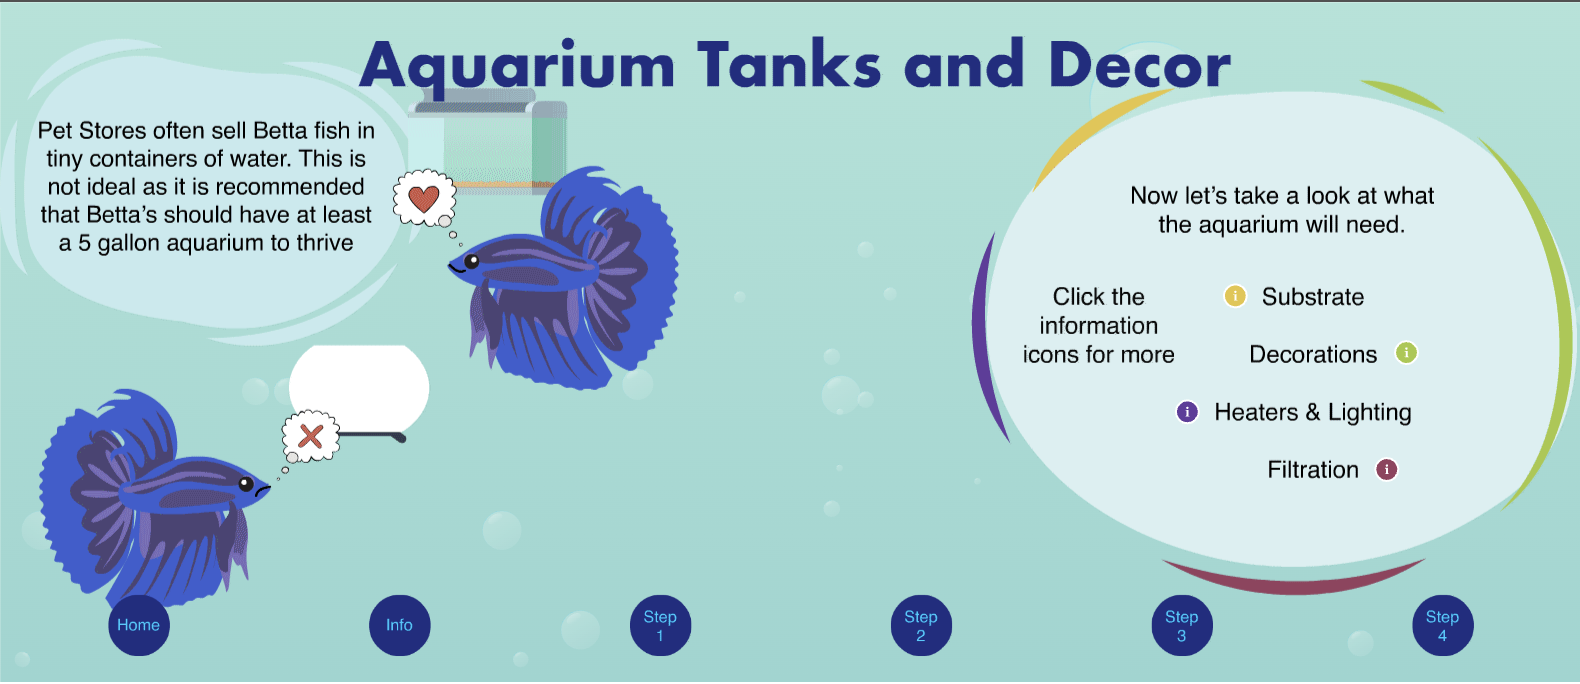 Aquarium Tanks and Decor
Pet Stores often sell Betta fish in
tiny containers of water. This is
not ideal as it is recommended
that Betta's should have at least
a 5 gallon aquarium to thrive
Now let's take a look at what
the aquarium will need.
Click the
information
icons for more
i Substrate
Decorations i
i Heaters & Lighting
Filtration i
Home
Info
Step
1
Step
2
Step
3
Step
4